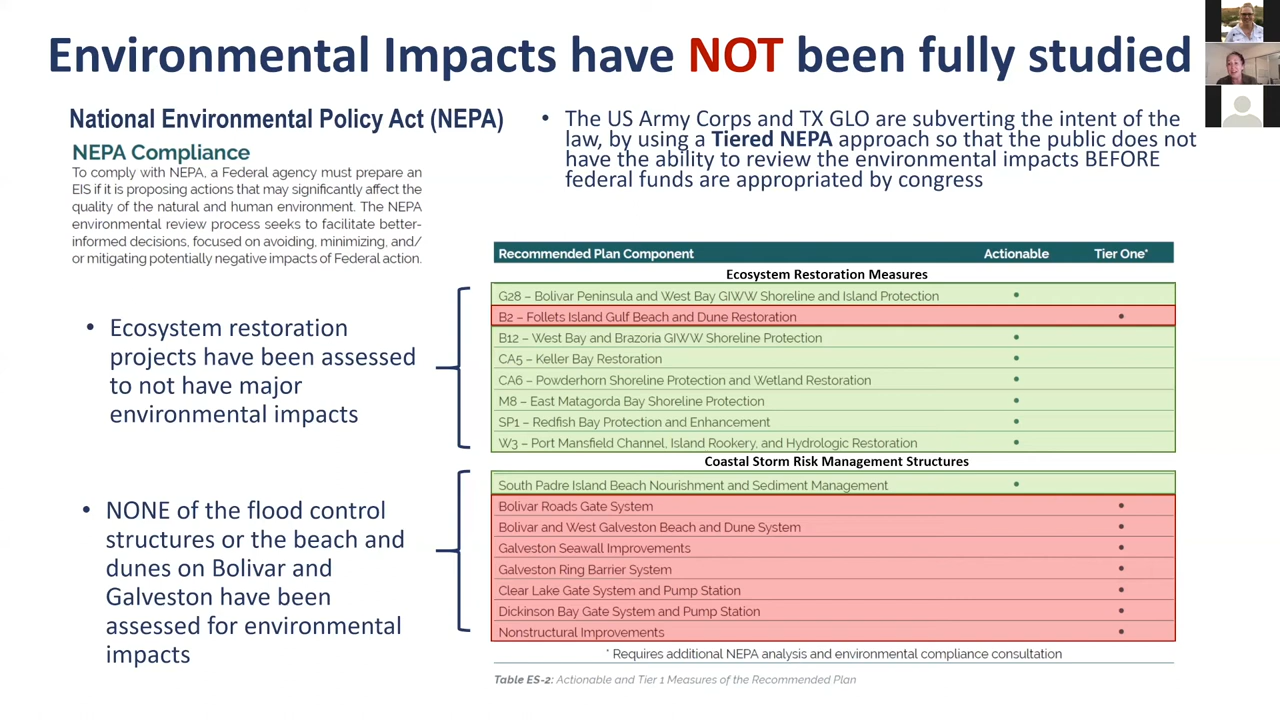 Environmental Impacts have NOT been fully studied
National Environmental Policy Act (NEPA)
NEPA Compliance
To comply with NEPA, a Federal agency must prepare an
EIS if it is proposing actions that may significantly affect the
quality of the natural and human environment. The NEPA
environmental review process seeks to facilitate better-
informed decisions, focused on avoiding, minimizing, and/
or mitigating potentially negative impacts of Federal action.
• The US Army Corps and TX GLO are subverting the intent of the
law, by using a Tiered NEPA approach so that the public does not
have the ability to review the environmental impacts BEFORE
federal funds are appropriated by congress
• Ecosystem restoration
projects have been assessed
to not have major
environmental impacts
• NONE of the flood control
structures or the beach and
dunes on Bolivar and
Galveston have been
assessed for environmental
impacts
Recommended Plan Component Actionable Tier One*
Ecosystem Restoration Measures
G28 – Bolivar Peninsula and West Bay GIWW Shoreline and Island Protection •
B2 – Follets Island Gulf Beach and Dune Restoration •
B12 – West Bay and Brazoria GIWW Shoreline Protection •
CA5 – Keller Bay Restoration •
CA6 – Powderhorn Shoreline Protection and Wetland Restoration •
M8 – East Matagorda Bay Shoreline Protection •
SP1 – Redfish Bay Protection and Enhancement •
W3 – Port Mansfield Channel, Island Rookery, and Hydrologic Restoration •
Coastal Storm Risk Management Structures
South Padre Island Beach Nourishment and Sediment Management •
Bolivar Roads Gate System •
Bolivar and West Galveston Beach and Dune System •
Galveston Seawall Improvements •
Galveston Ring Barrier System •
Clear Lake Gate System and Pump Station •
Dickinson Bay Gate System and Pump Station •
Nonstructural Improvements •
* Requires additional NEPA analysis and environmental compliance consultation
Table ES-2: Actionable and Tier 1 Measures of the Recommended Plan